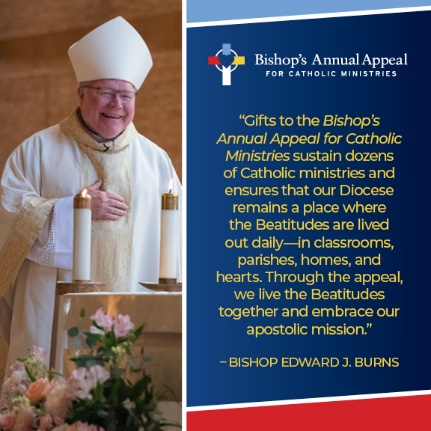 Bishop's Annual Appeal
FOR CATHOLIC MINISTRIES
“Gifts to the Bishop’s
Annual Appeal for Catholic
Ministries sustain dozens
of Catholic ministries and
ensures that our Diocese
remains a place where
the Beatitudes are lived
out daily—in classrooms,
parishes, homes, and
hearts. Through the appeal,
we live the Beatitudes
together and embrace our
apostolic mission.”
– BISHOP EDWARD J. BURNS